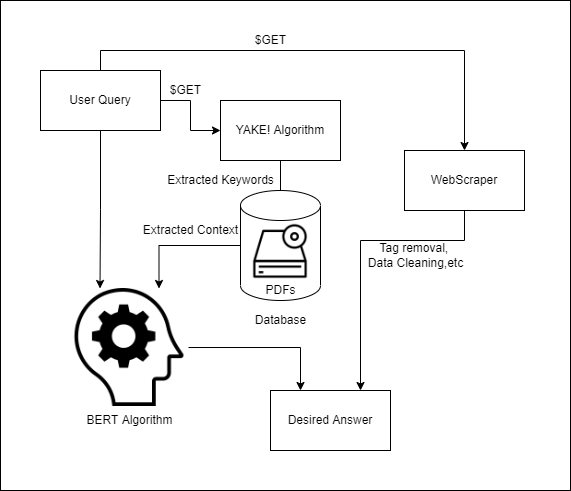 $GET
User Query
$GET
YAKE! Algorithm
Extracted Keywords
WebScraper
Extracted Context
Tag removal,
Data Cleaning,etc
PDFs
Database
BERT Algorithm
Desired Answer